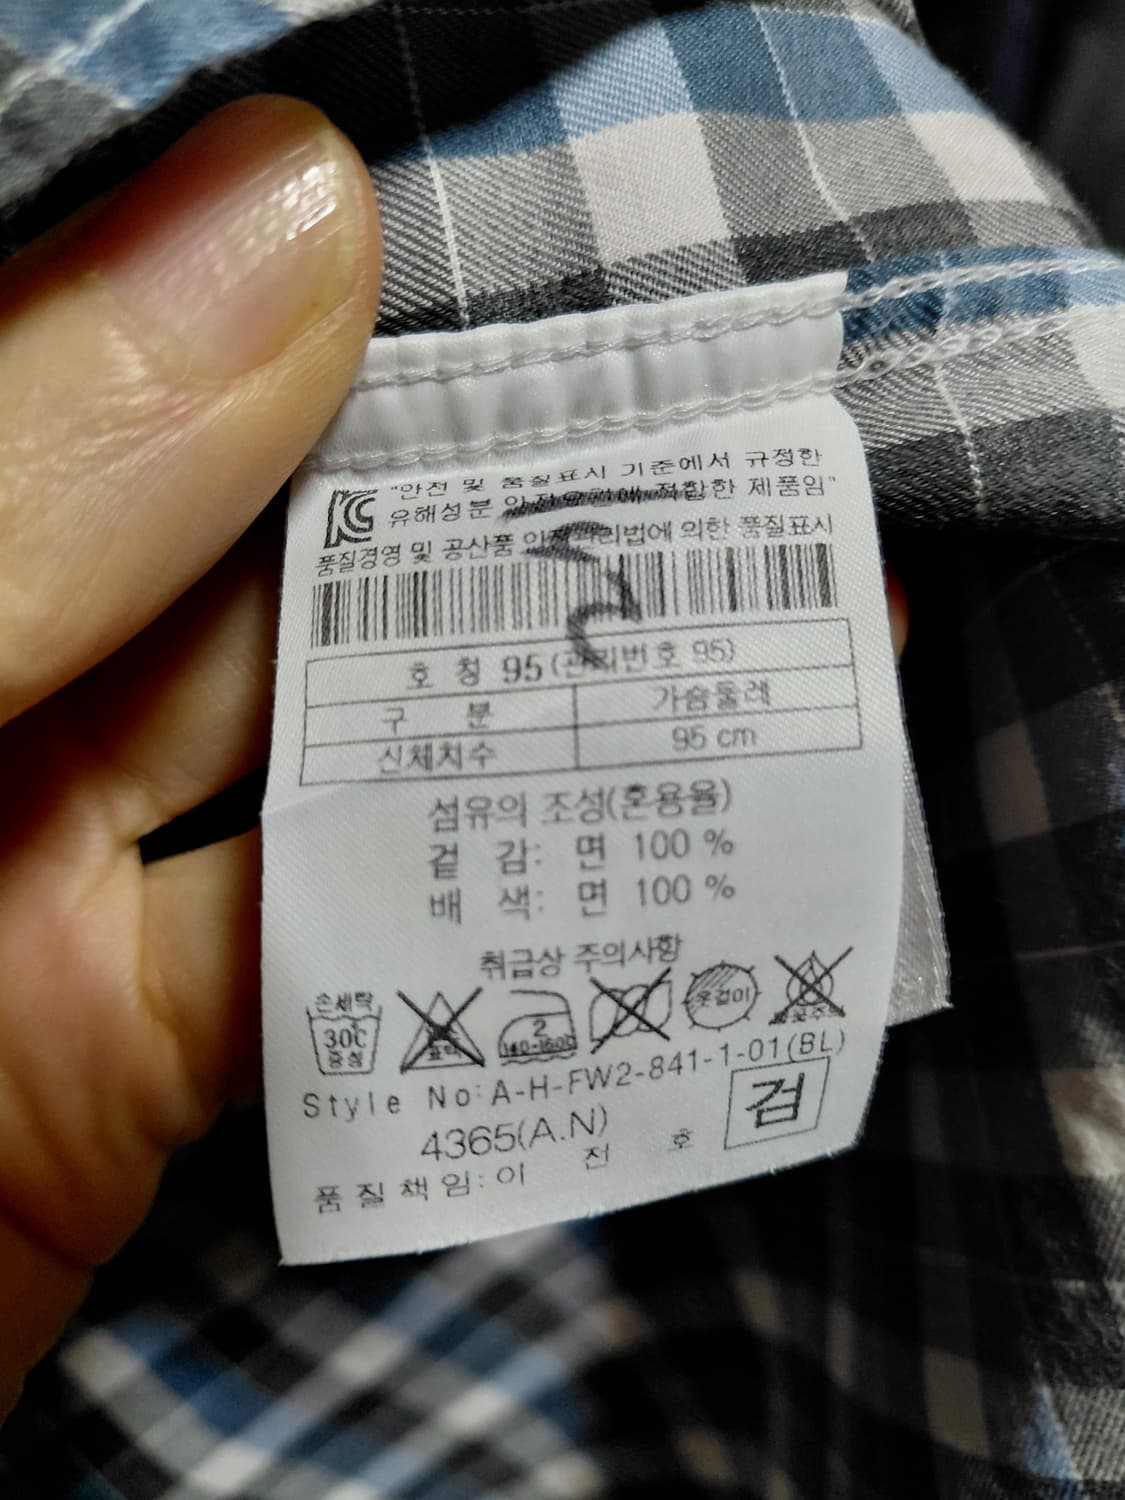 "안전 및 품질표시 기준에서 규정한
유해성분 안전요건에 적합한 제품임"
품질경영 및 공산품 안전관리법에 의한 품질표시
호 칭 95(관리번호 95)
구 분 가슴둘레
신체치수 95 cm
섬유의 조성(혼용율)
겉 감: 면 100 %
배 색: 면 100 %
취급상 주의사항
손세탁 30℃ 중성
표백
2 140-160℃
옷걸이
Style No:A-H-FW2-841-1-01(BL)
4365(A.N) 검
품질책임: 이 전 호